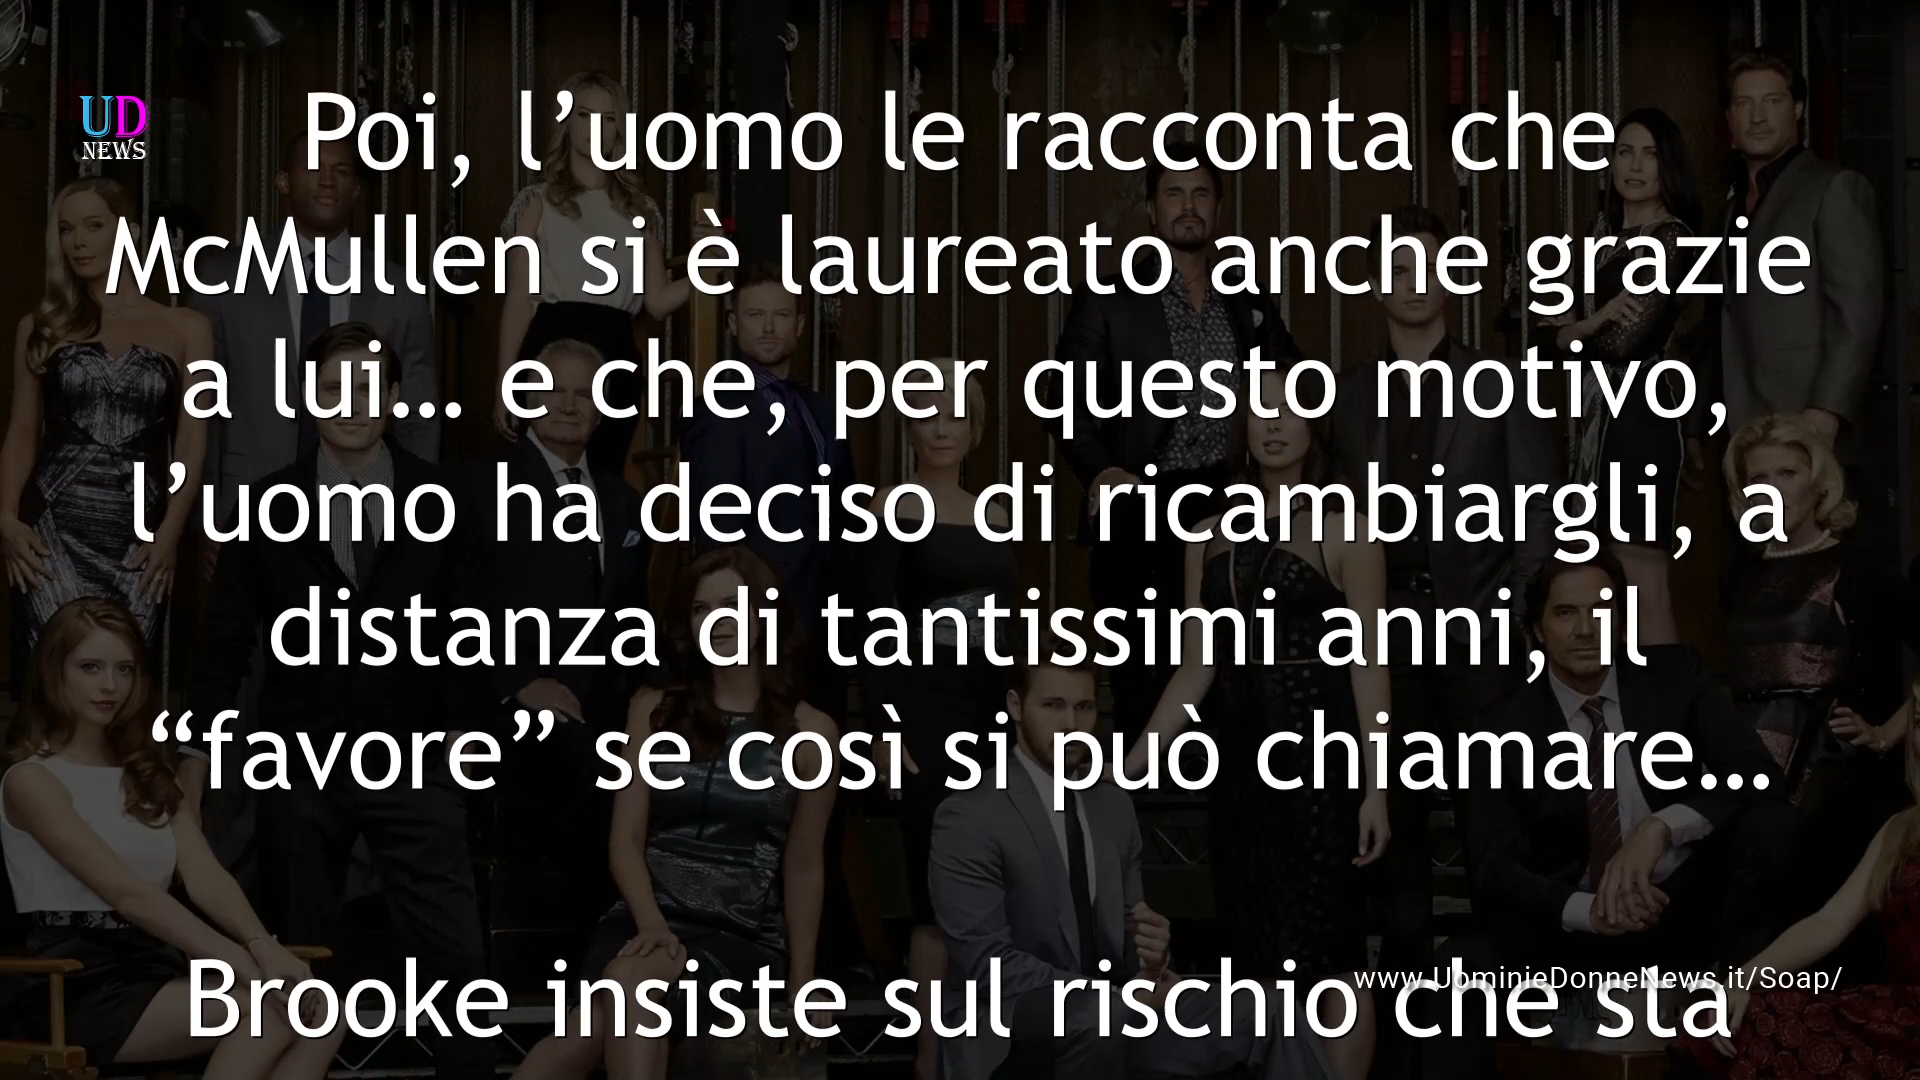 UD
NEWS
Poi, l’uomo le racconta che
McMullen si è laureato anche grazie
a lui… e che, per questo motivo,
l’uomo ha deciso di ricambiargli, a
distanza di tantissimi anni, il
“favore” se così si può chiamare…
Brooke insiste sul rischio che sta
www.UominieDonneNews.it/Soap/